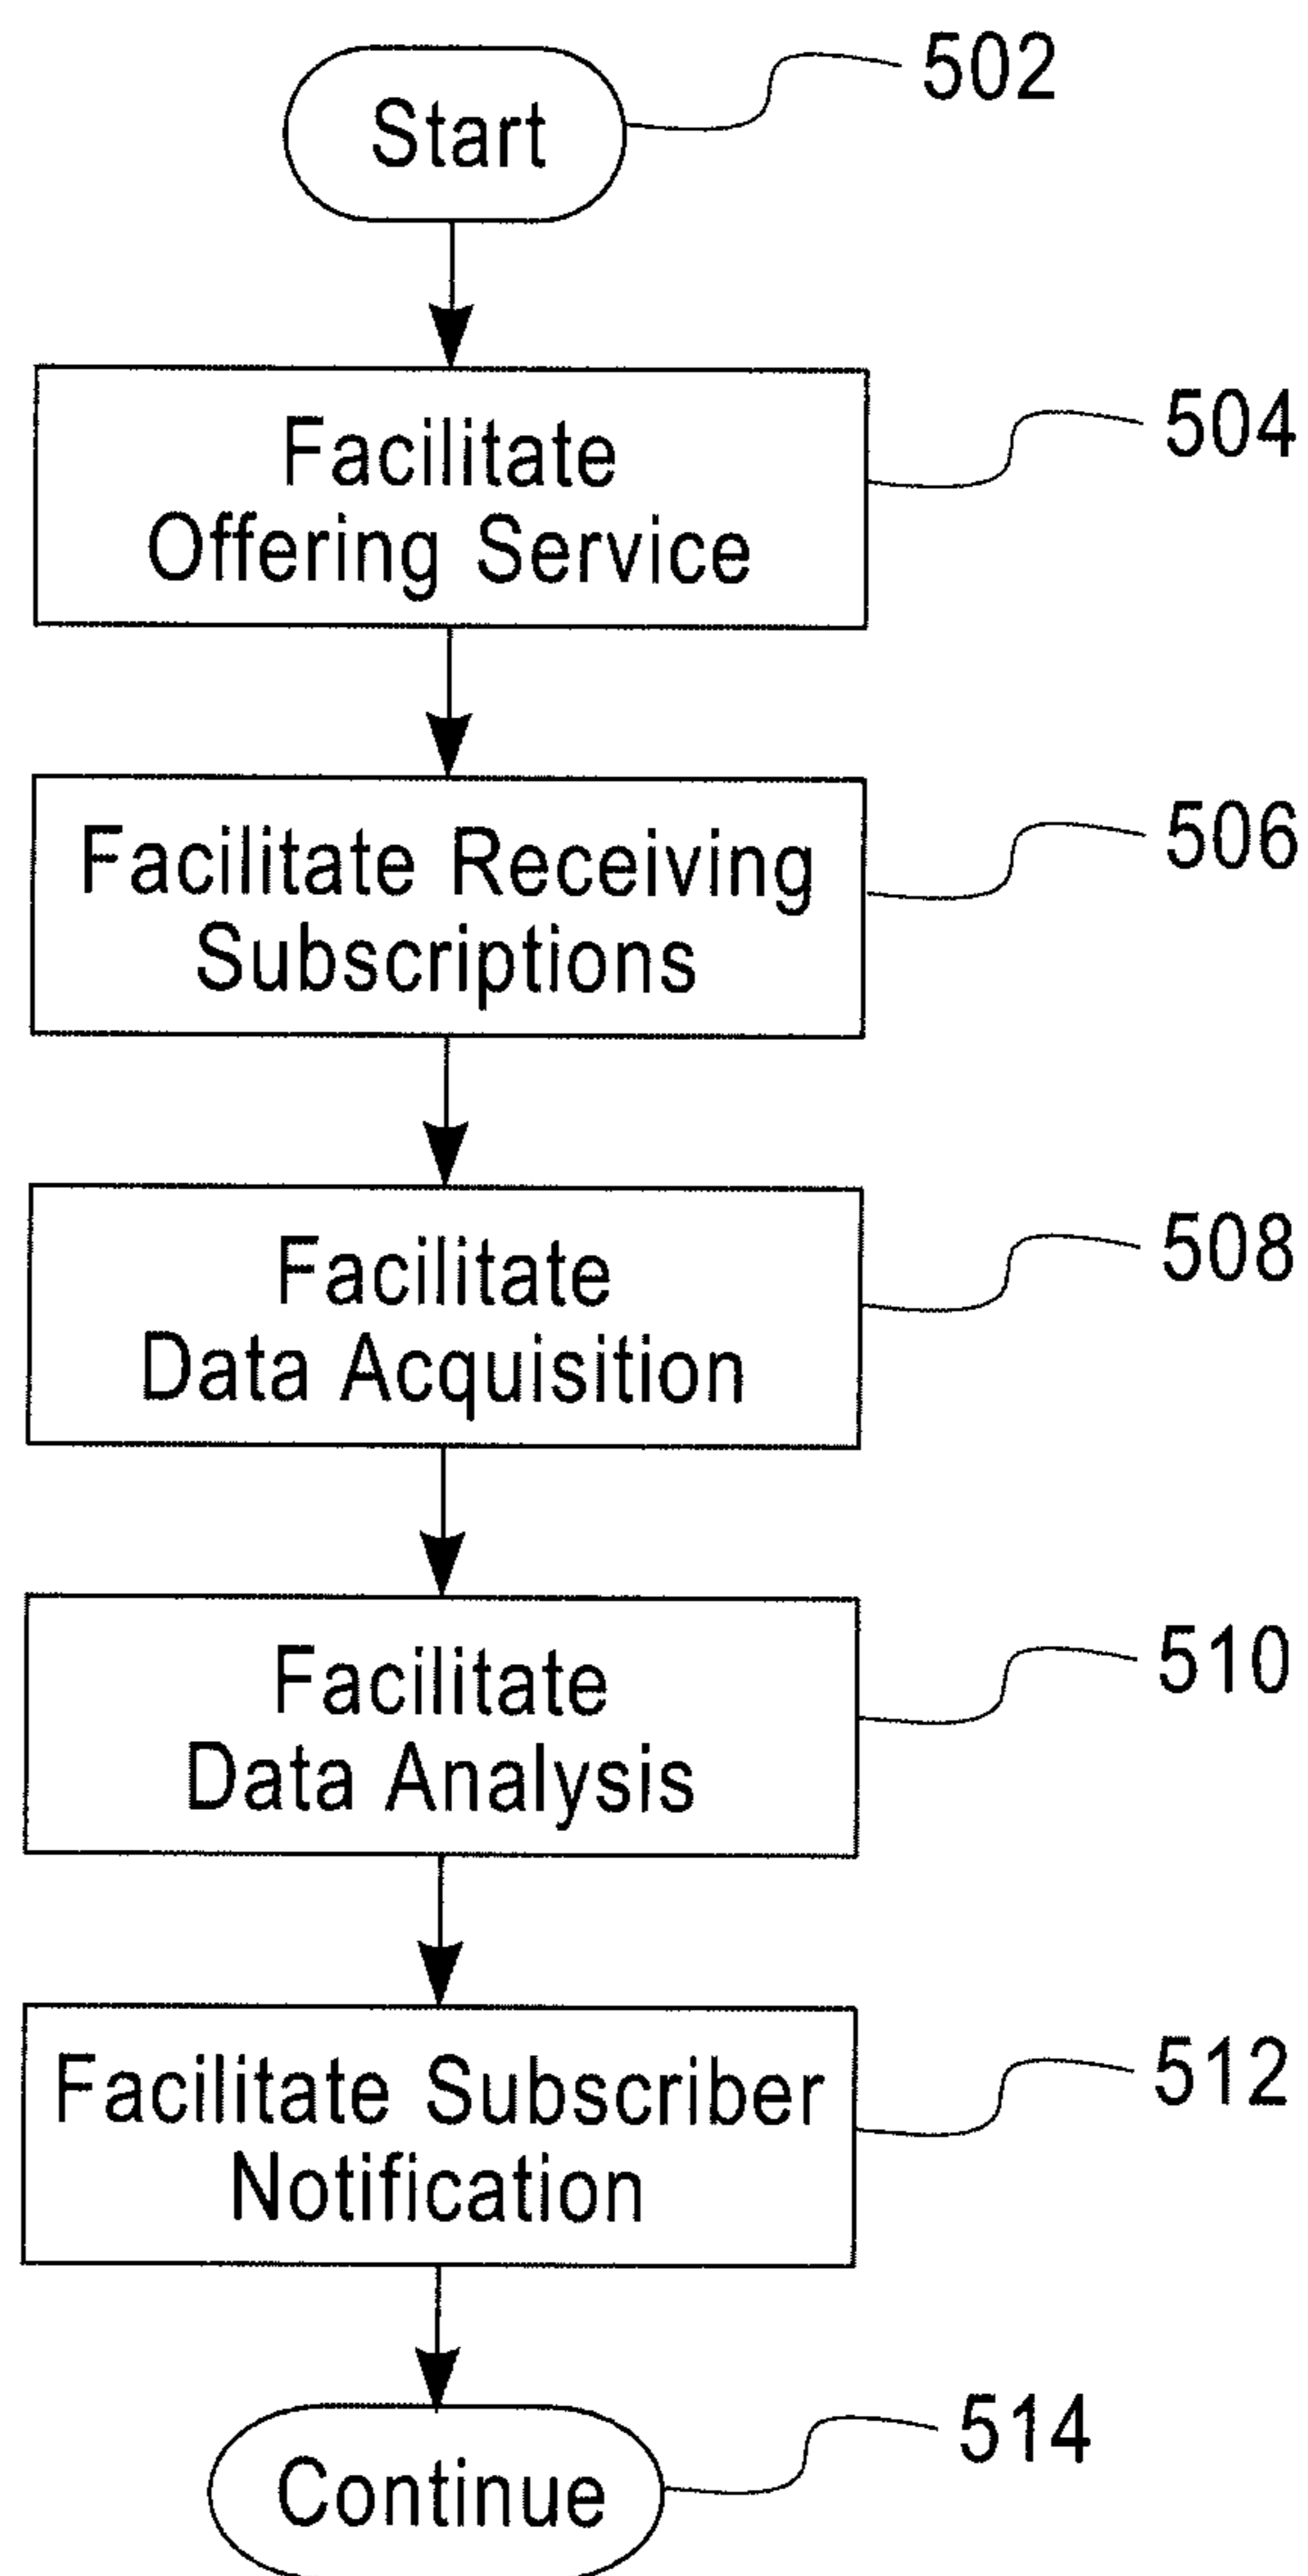 Start
502
Facilitate
Offering Service
504
Facilitate Receiving
Subscriptions
506
Facilitate
Data Acquisition
508
Facilitate
Data Analysis
510
Facilitate Subscriber
Notification
512
Continue
514